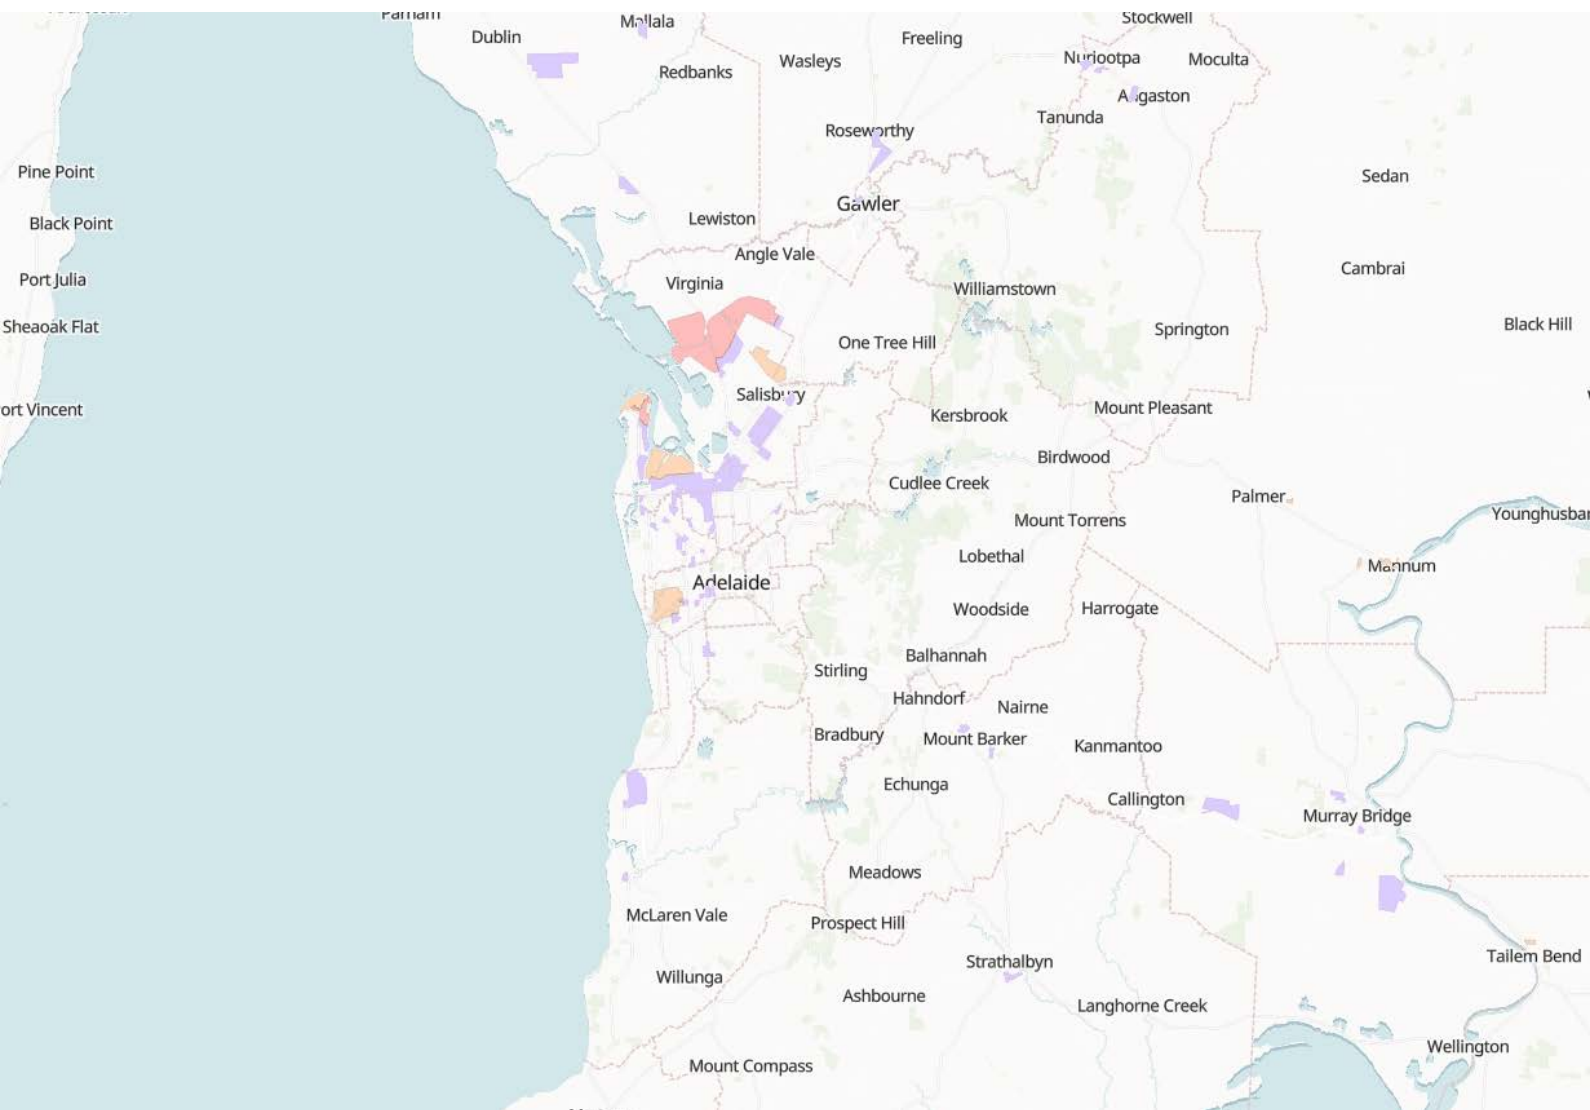 Parham
Stockwell
Mallala
Dublin
Freeling
Nuriootpa
Moculta
Wasleys
Redbanks
Angaston
Tanunda
Roseworthy
Pine Point
Sedan
Gawler
Lewiston
Black Point
Angle Vale
Cambrai
Port Julia
Virginia
Williamstown
Sheaoak Flat
Black Hill
Springton
One Tree Hill
Salisbury
ort Vincent
Mount Pleasant
Kersbrook
Birdwood
Cudlee Creek
Palmer
Younghusban
Mount Torrens
Lobethal
Mannum
Adelaide
Woodside
Harrogate
Balhannah
Stirling
Hahndorf
Nairne
Bradbury
Mount Barker
Kanmantoo
Echunga
Callington
Murray Bridge
Meadows
McLaren Vale
Prospect Hill
Tailem Bend
Strathalbyn
Willunga
Ashbourne
Langhorne Creek
Wellington
Mount Compass